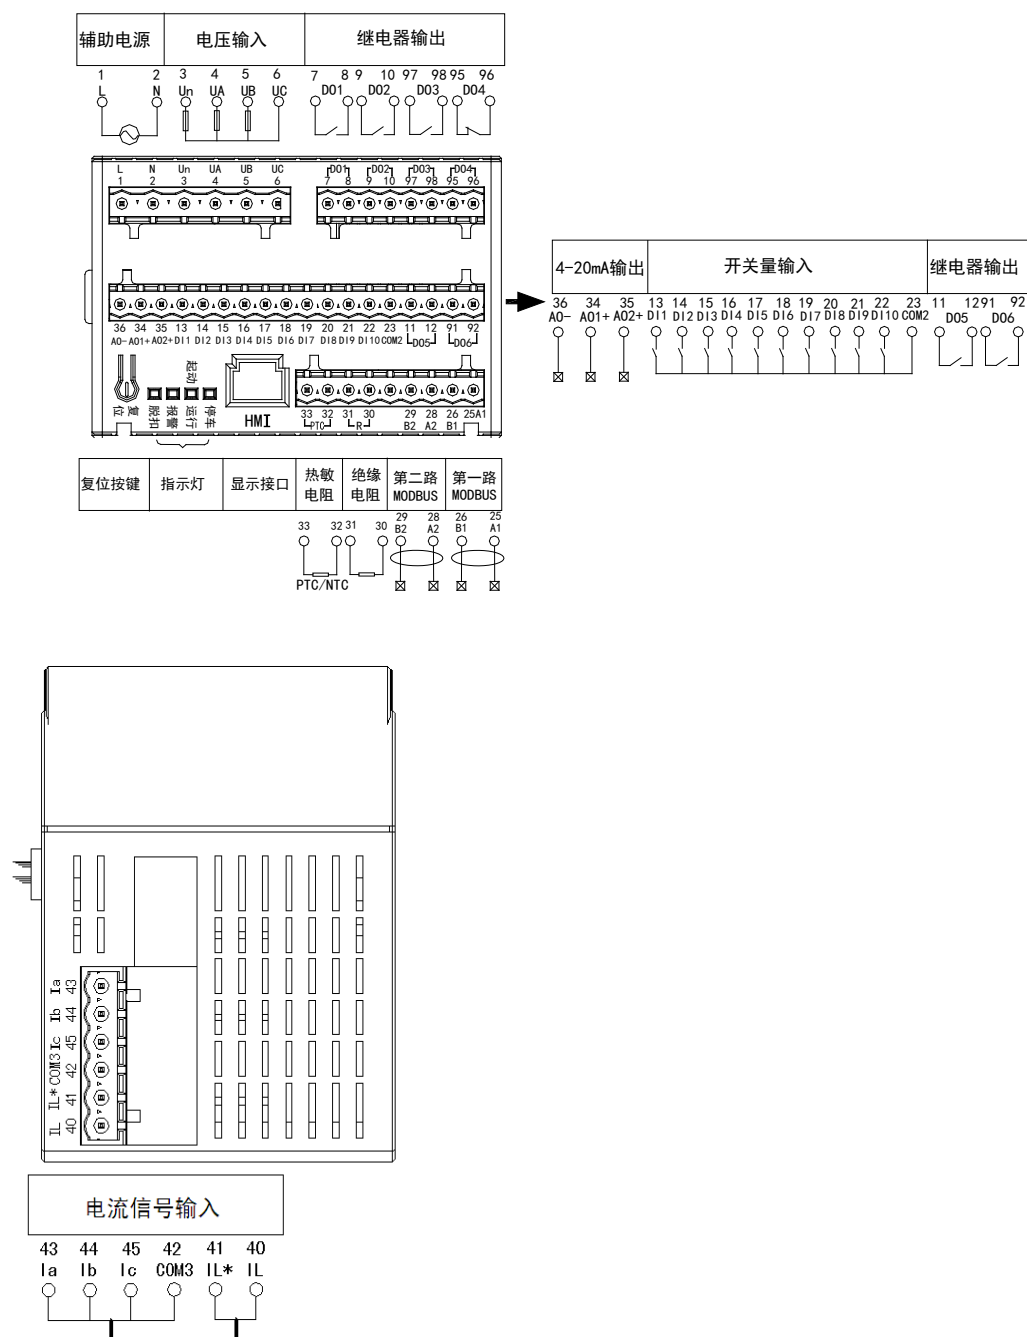 辅助电源 电压输入 继电器输出
1 2 3 4 5 6 7 8 9 10 97 98 95 96
L N Un UA UB UC DO1 DO2 DO3 DO4
L N Un UA UB UC DO1 DO2 DO3 DO4
1 2 3 4 5 6 7 8 9 10 97 98 95 96
36 34 35 13 14 15 16 17 18 19 20 21 22 23 11 12 91 92
AO- AO1+ AO2+ DI1 DI2 DI3 DI4 DI5 DI6 DI7 DI8 DI9 DI10 COM2 DO5 DO6
起动
复位 脱扣 报警 运行 停车
HMI
33 32 31 30 29 28 26 25A1
PTC R B2 A2 B1
4-20mA输出 开关量输入 继电器输出
36 34 35 13 14 15 16 17 18 19 20 21 22 23 11 12 91 92
AO- AO1+ AO2+ DI1 DI2 DI3 DI4 DI5 DI6 DI7 DI8 DI9 DI10 COM2 DO5 DO6
复位按键 指示灯 显示接口 热敏电阻 绝缘电阻 第二路MODBUS 第一路MODBUS
33 32 31 30 29 28 26 25
B2 A2 B1 A1
PTC/NTC
Ia 43
Ib 44
Ic 45
COM3 42
IL* 41
IL 40
电流信号输入
43 44 45 42 41 40
Ia Ib Ic COM3 IL* IL